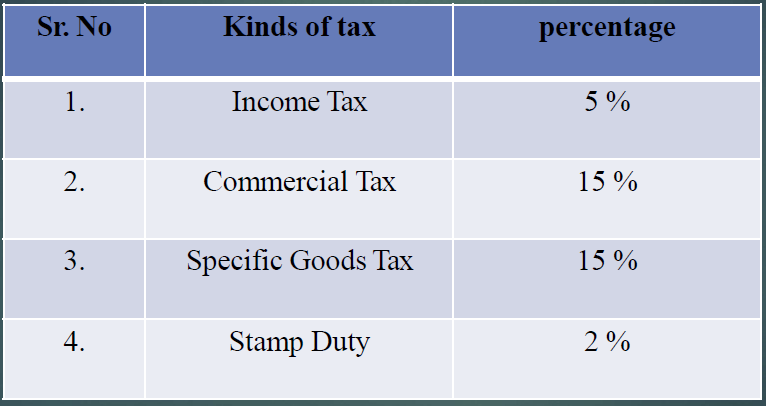 Sr. No Kinds of tax percentage
1. Income Tax 5 %
2. Commercial Tax 15 %
3. Specific Goods Tax 15 %
4. Stamp Duty 2 %